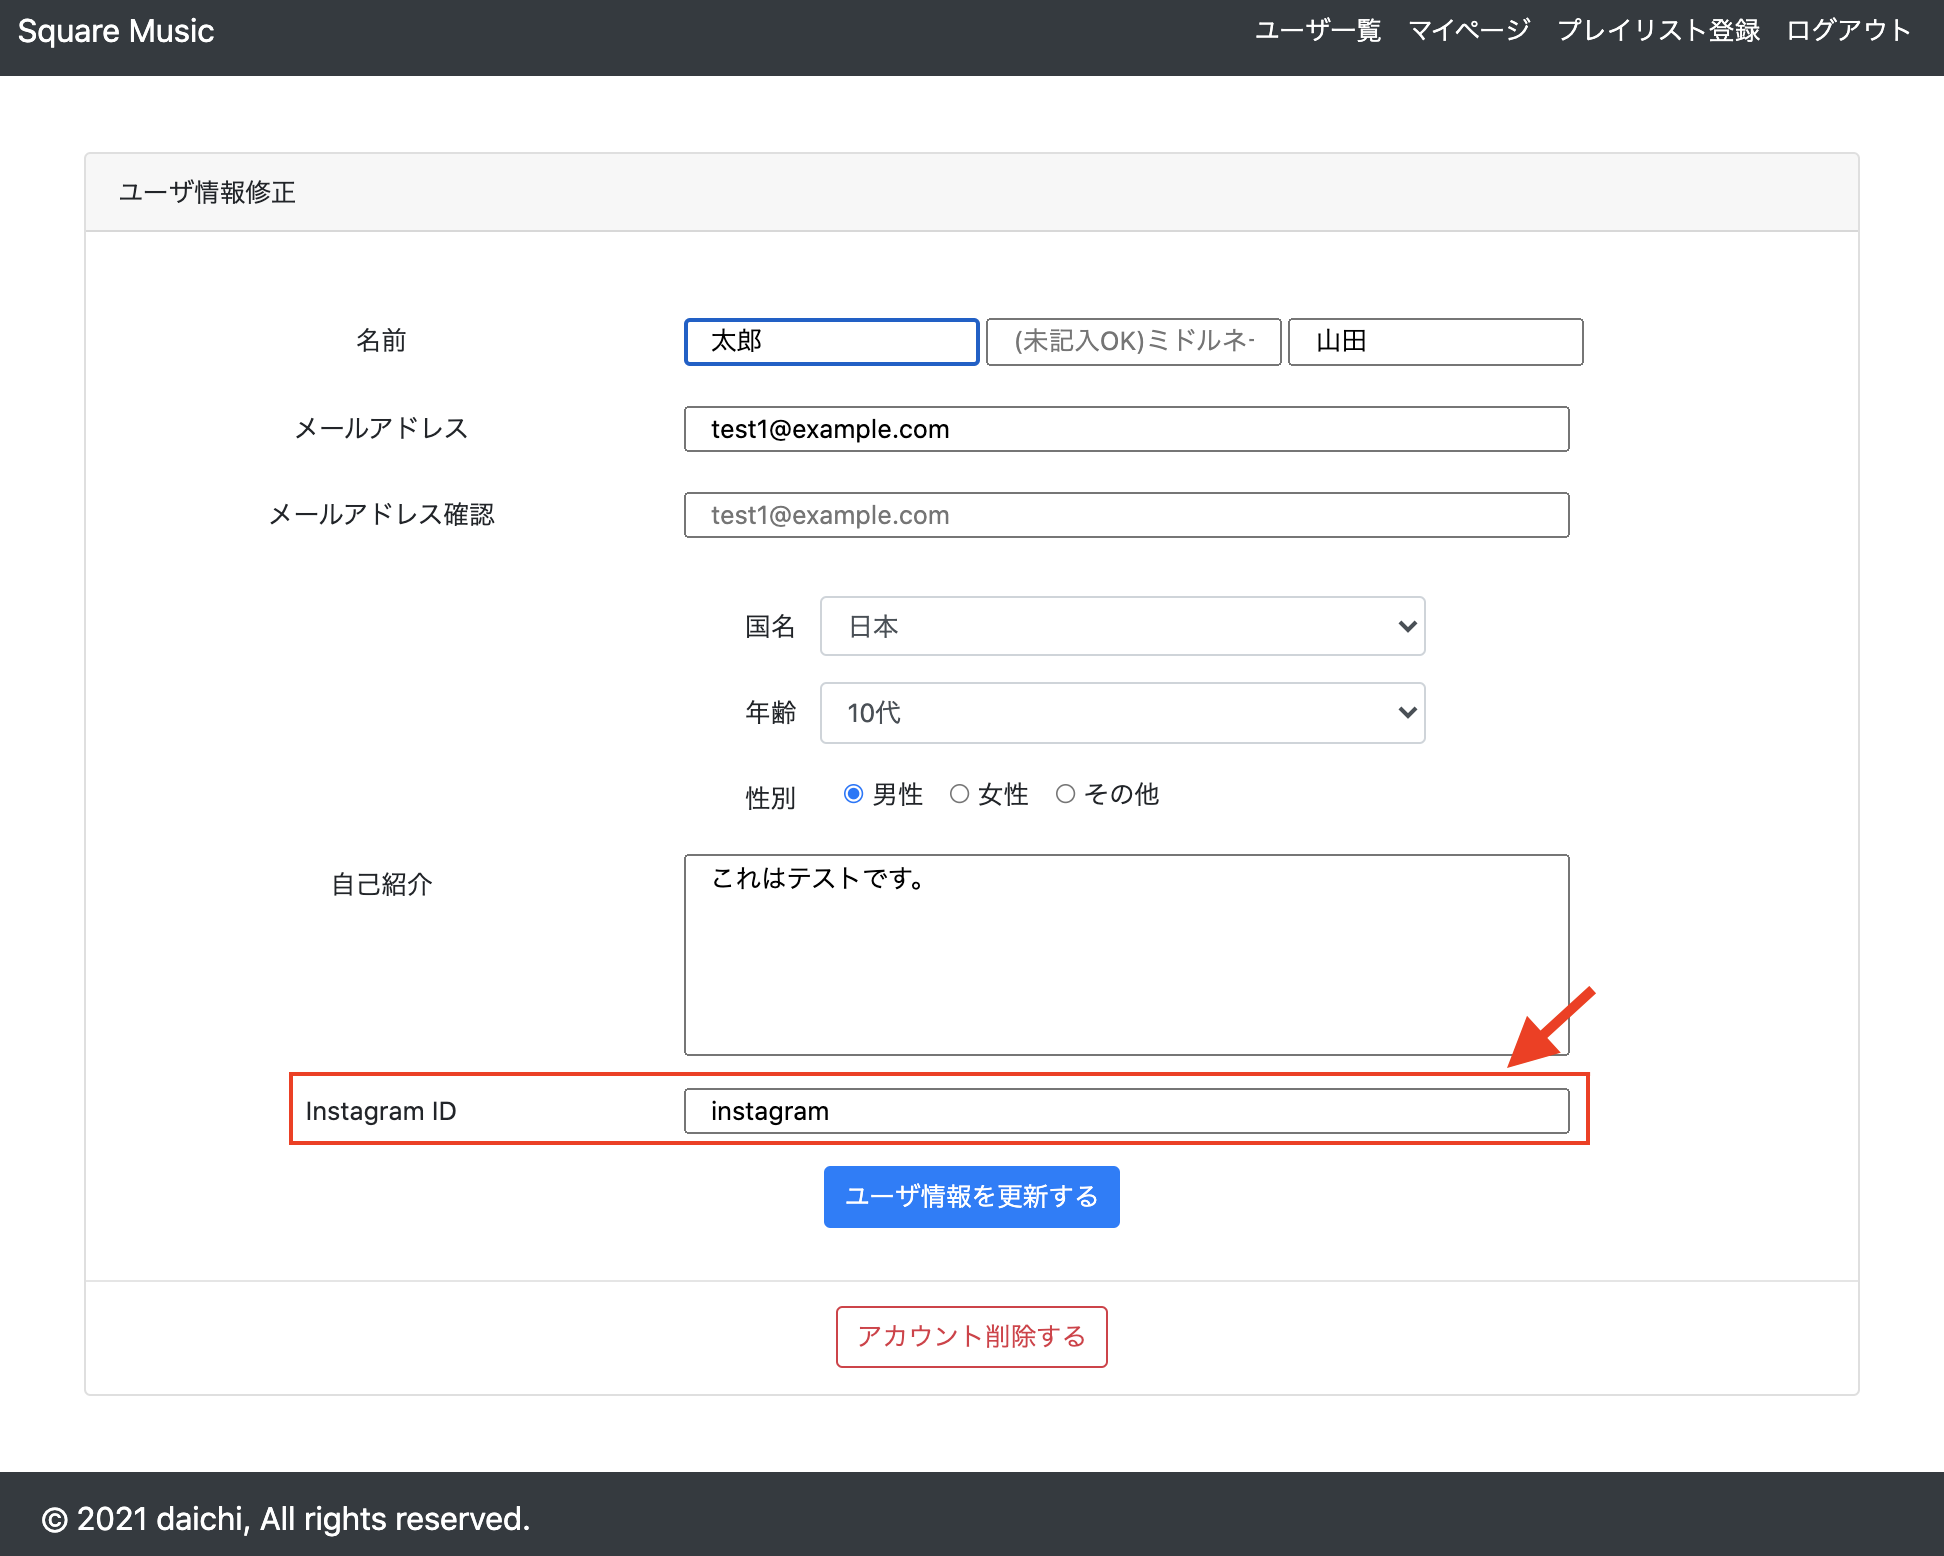 Square Music
ユーザ一覧 マイページ プレイリスト登録 ログアウト
ユーザ情報修正
名前 太郎 (未記入OK)ミドルネ 山田
メールアドレス test1@example.com
メールアドレス確認 test1@example.com
国名 日本
年齢 10代
性別 男性 女性 その他
自己紹介 これはテストです。
Instagram ID instagram
ユーザ情報を更新する
アカウント削除する
© 2021 daichi, All rights reserved.